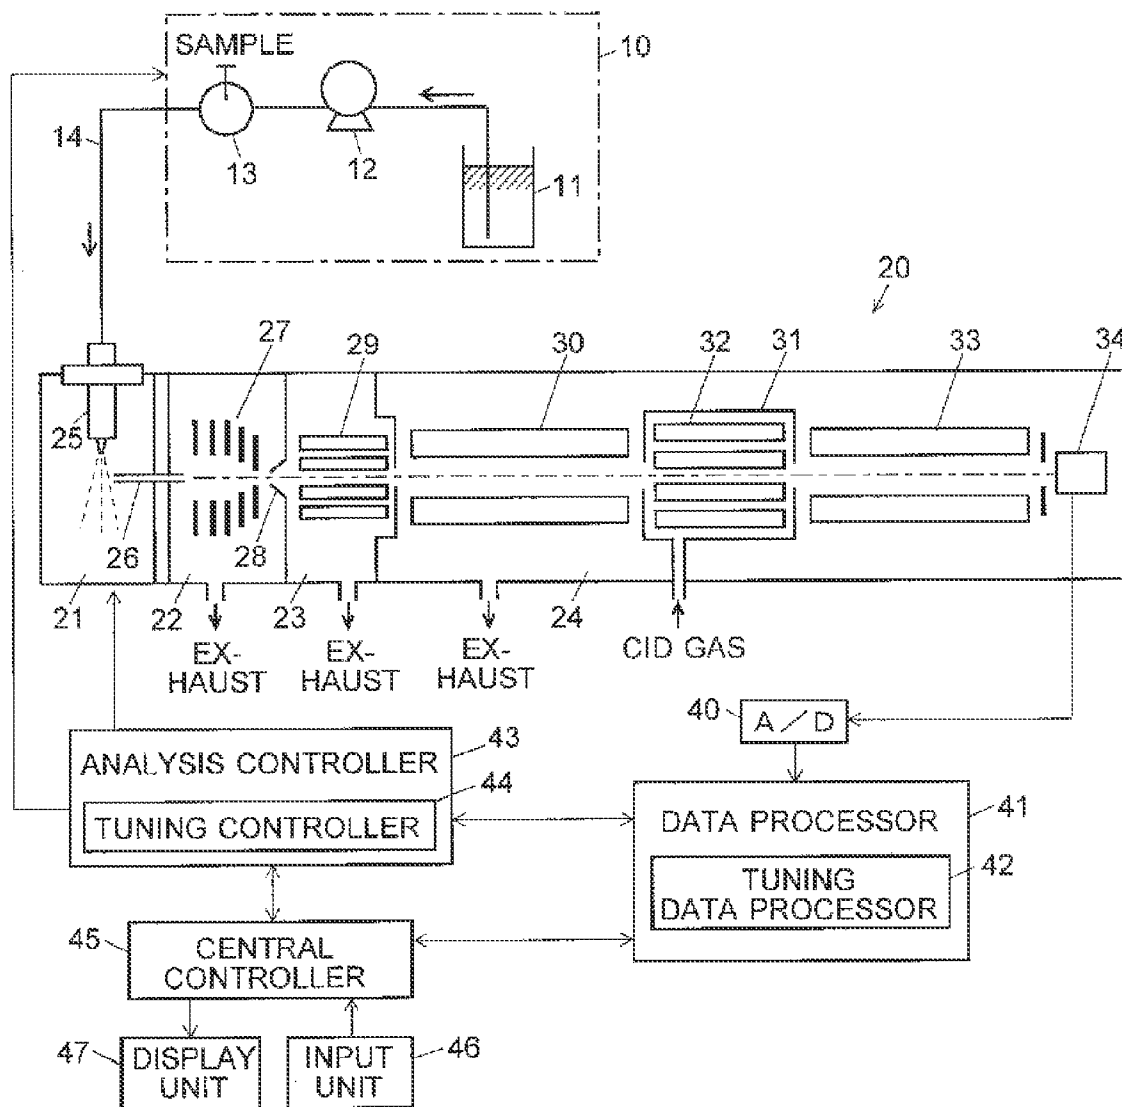 SAMPLE
10
14
13
12
11
20
27
29
30
32
31
33
34
25
26
28
21
22
23
24
EX-
HAUST
EX-
HAUST
EX-
HAUST
CID GAS
40
A／D
43
ANALYSIS CONTROLLER
44
TUNING CONTROLLER
41
DATA PROCESSOR
42
TUNING
DATA PROCESSOR
45
CENTRAL
CONTROLLER
47
DISPLAY
UNIT
INPUT
UNIT
46